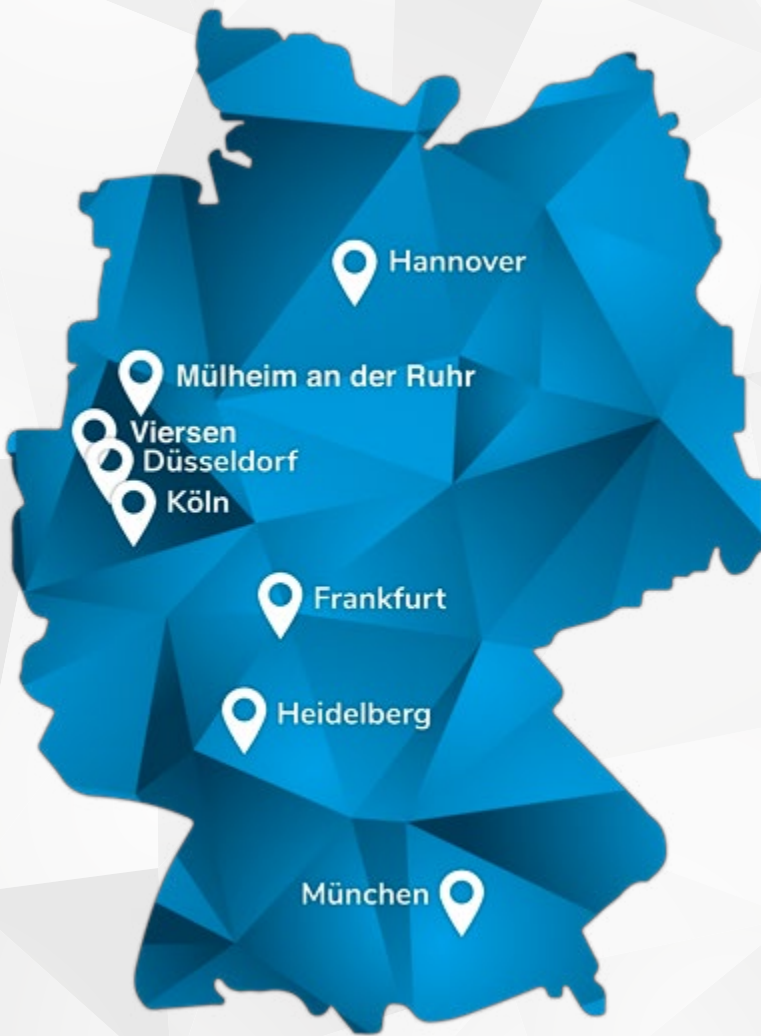 Hannover
Mülheim an der Ruhr
Viersen
Düsseldorf
Köln
Frankfurt
Heidelberg
München